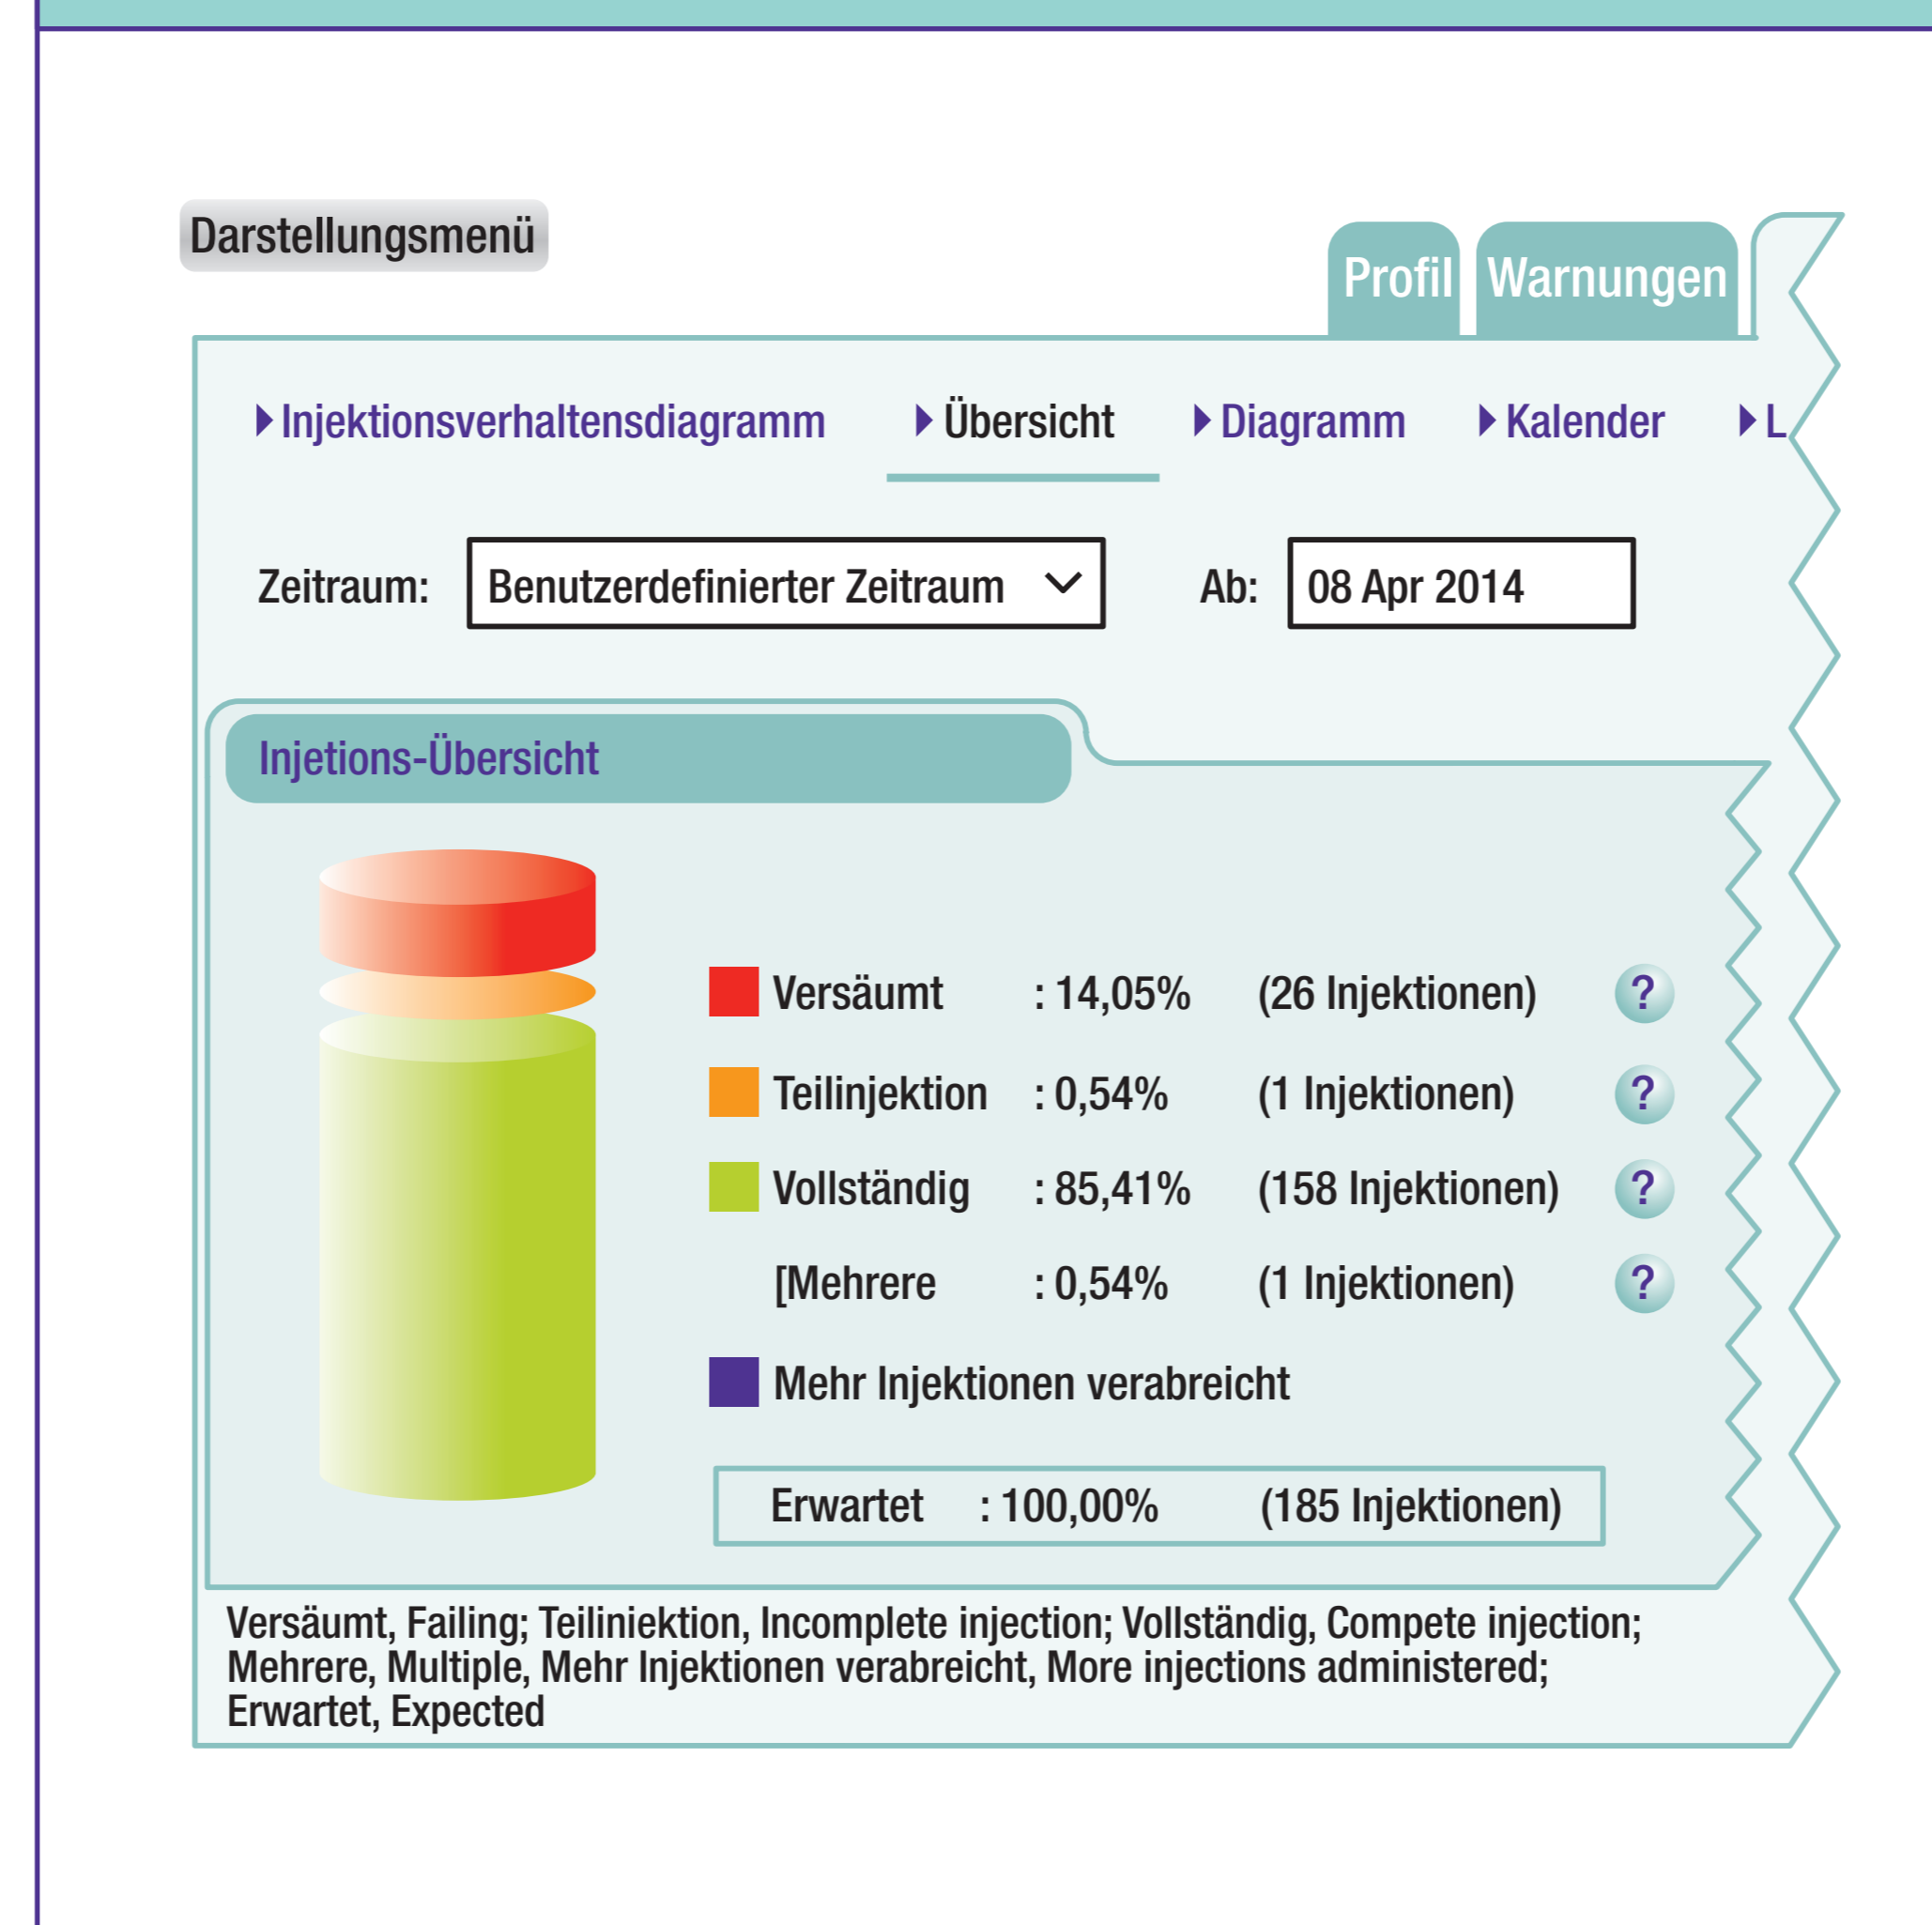 Darstellungsmenü
Profil Warnungen
Injektionsverhaltensdiagramm Übersicht Diagramm Kalender L
Zeitraum: Benutzerdefinierter Zeitraum Ab: 08 Apr 2014
Injetions-Übersicht
Versäumt : 14,05% (26 Injektionen) ?
Teilinjektion : 0,54% (1 Injektionen) ?
Vollständig : 85,41% (158 Injektionen) ?
[Mehrere : 0,54% (1 Injektionen) ?
Mehr Injektionen verabreicht
Erwartet : 100,00% (185 Injektionen)
Versäumt, Failing; Teiliniektion, Incomplete injection; Vollständig, Compete injection;
Mehrere, Multiple, Mehr Injektionen verabreicht, More injections administered;
Erwartet, Expected